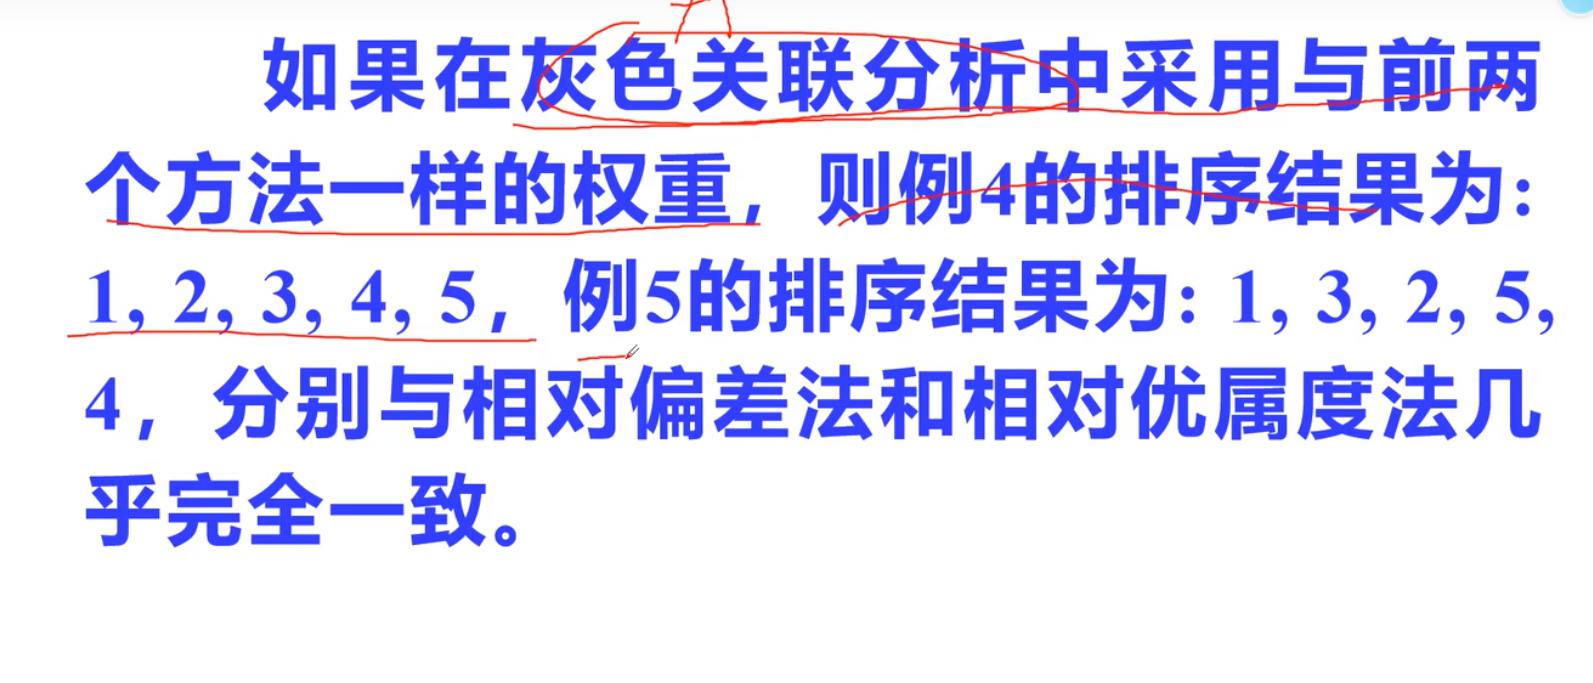 如果在灰色关联分析中采用与前两
个方法一样的权重，则例4的排序结果为:
1, 2, 3, 4, 5，例5的排序结果为: 1, 3, 2, 5,
4，分别与相对偏差法和相对优属度法几
乎完全一致。